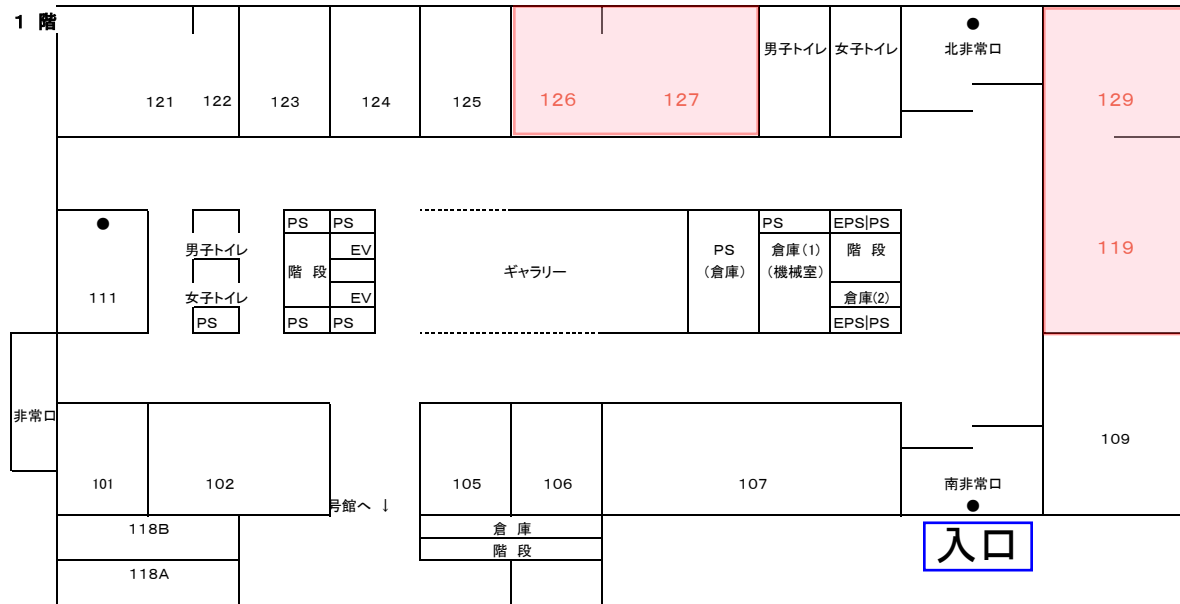 1 階
男子トイレ 女子トイレ 北非常口
121 122 123 124 125 126 127 129
PS PS PS EPS|PS
男子トイレ EV PS 倉庫(1) 階 段 119
階 段 ギャラリー (倉庫) (機械室)
111 女子トイレ EV 倉庫(2)
PS PS PS EPS|PS
非常口
109
101 102 105 106 107 南非常口
号館へ ↓
118B 倉 庫
入口
階 段
118A